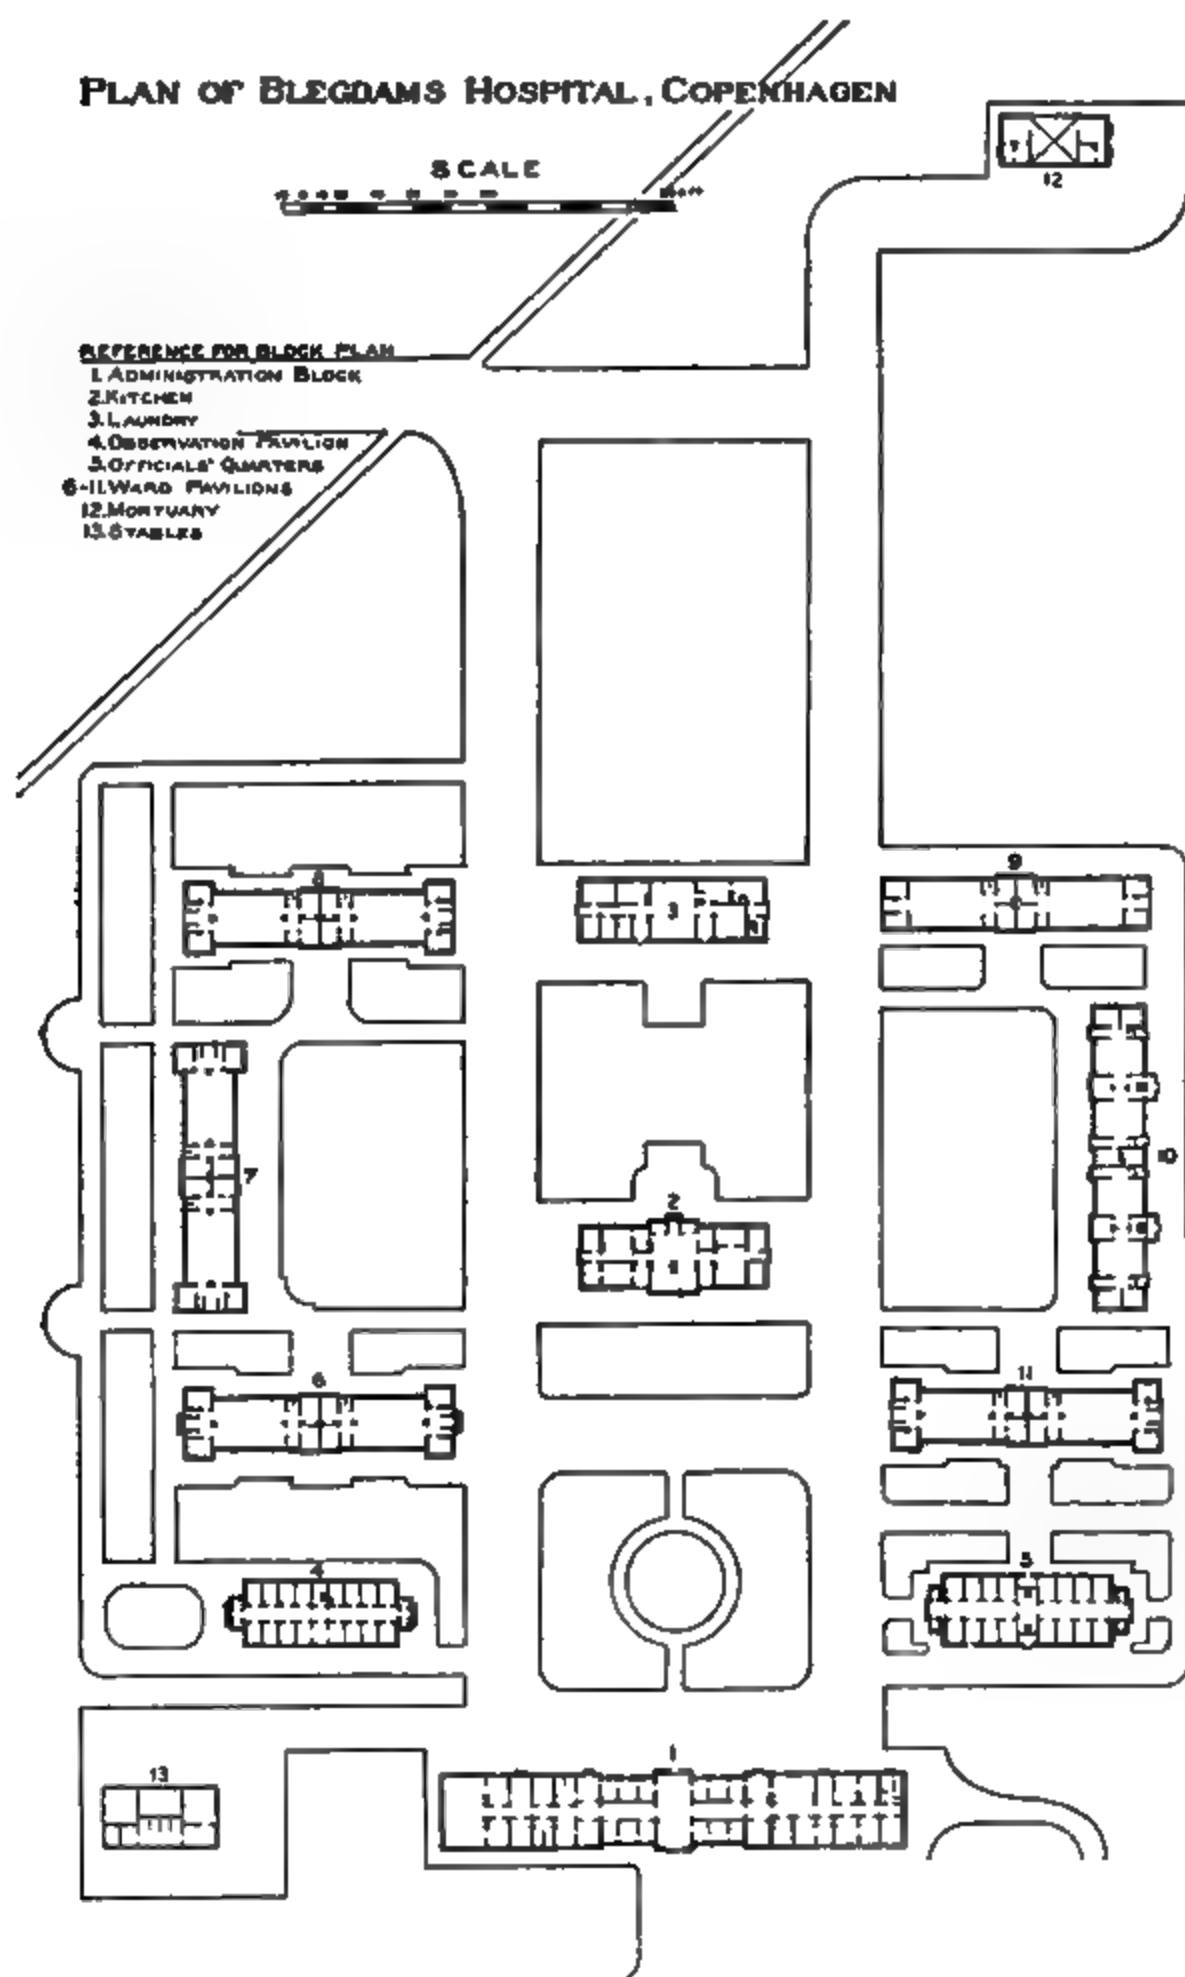 PLAN OF BLEGDAMS HOSPITAL, COPENHAGEN
SCALE
12
REFERENCE FOR BLOCK PLAN
1. ADMINISTRATION BLOCK
2. KITCHEN
3. LAUNDRY
4. OBSERVATION PAVILION
5. OFFICIALS' QUARTERS
6-11. WARD PAVILIONS
12. MORTUARY
13. STABLES
8
9
3
7
10
2
6
11
4
5
1
13